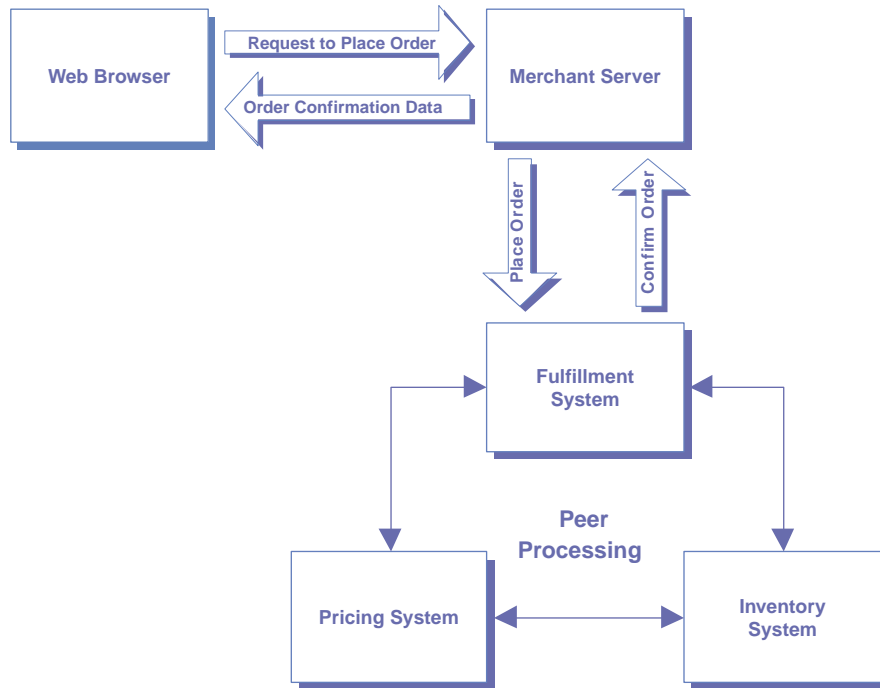 Web Browser
Request to Place Order
Merchant Server
Order Confirmation Data
Place Order
Confirm Order
Fulfillment
System
Peer
Processing
Pricing System
Inventory
System